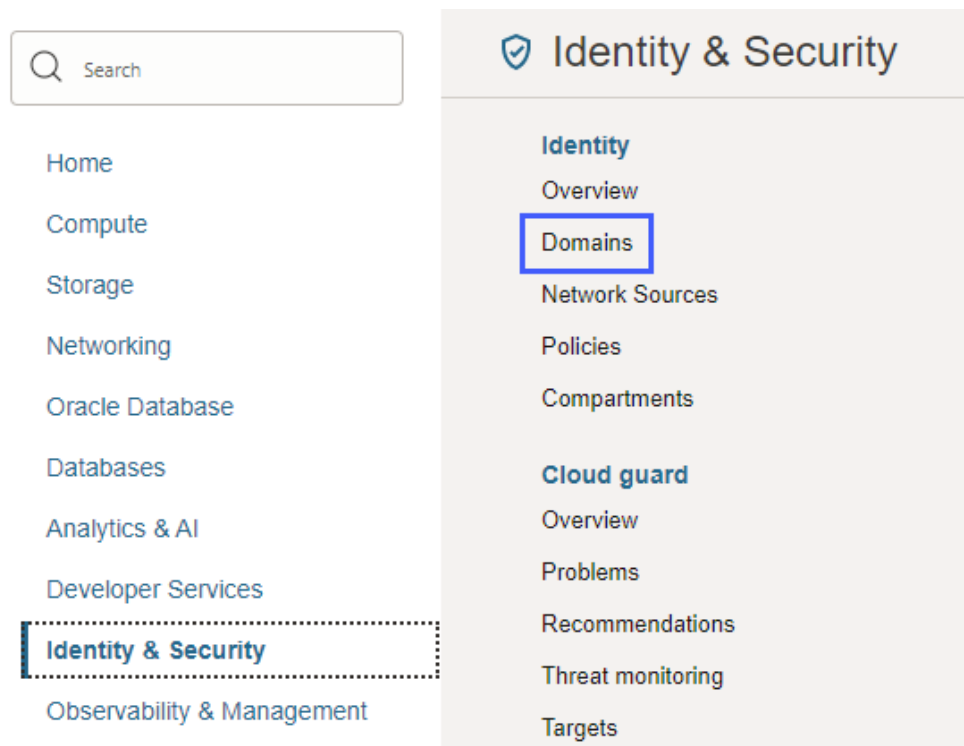 Search
Home
Compute
Storage
Networking
Oracle Database
Databases
Analytics & AI
Developer Services
Identity & Security
Observability & Management
Identity & Security
Identity
Overview
Domains
Network Sources
Policies
Compartments
Cloud guard
Overview
Problems
Recommendations
Threat monitoring
Targets